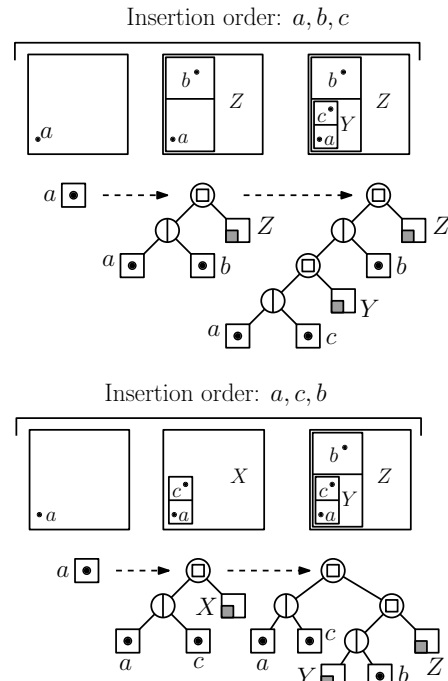 Insertion order: a, b, c
a b Z b c a Y Z
a Z Z
a b b
Y
a c
Insertion order: a, c, b
a c a X b c a Y Z
a X c
a c a Y b Z